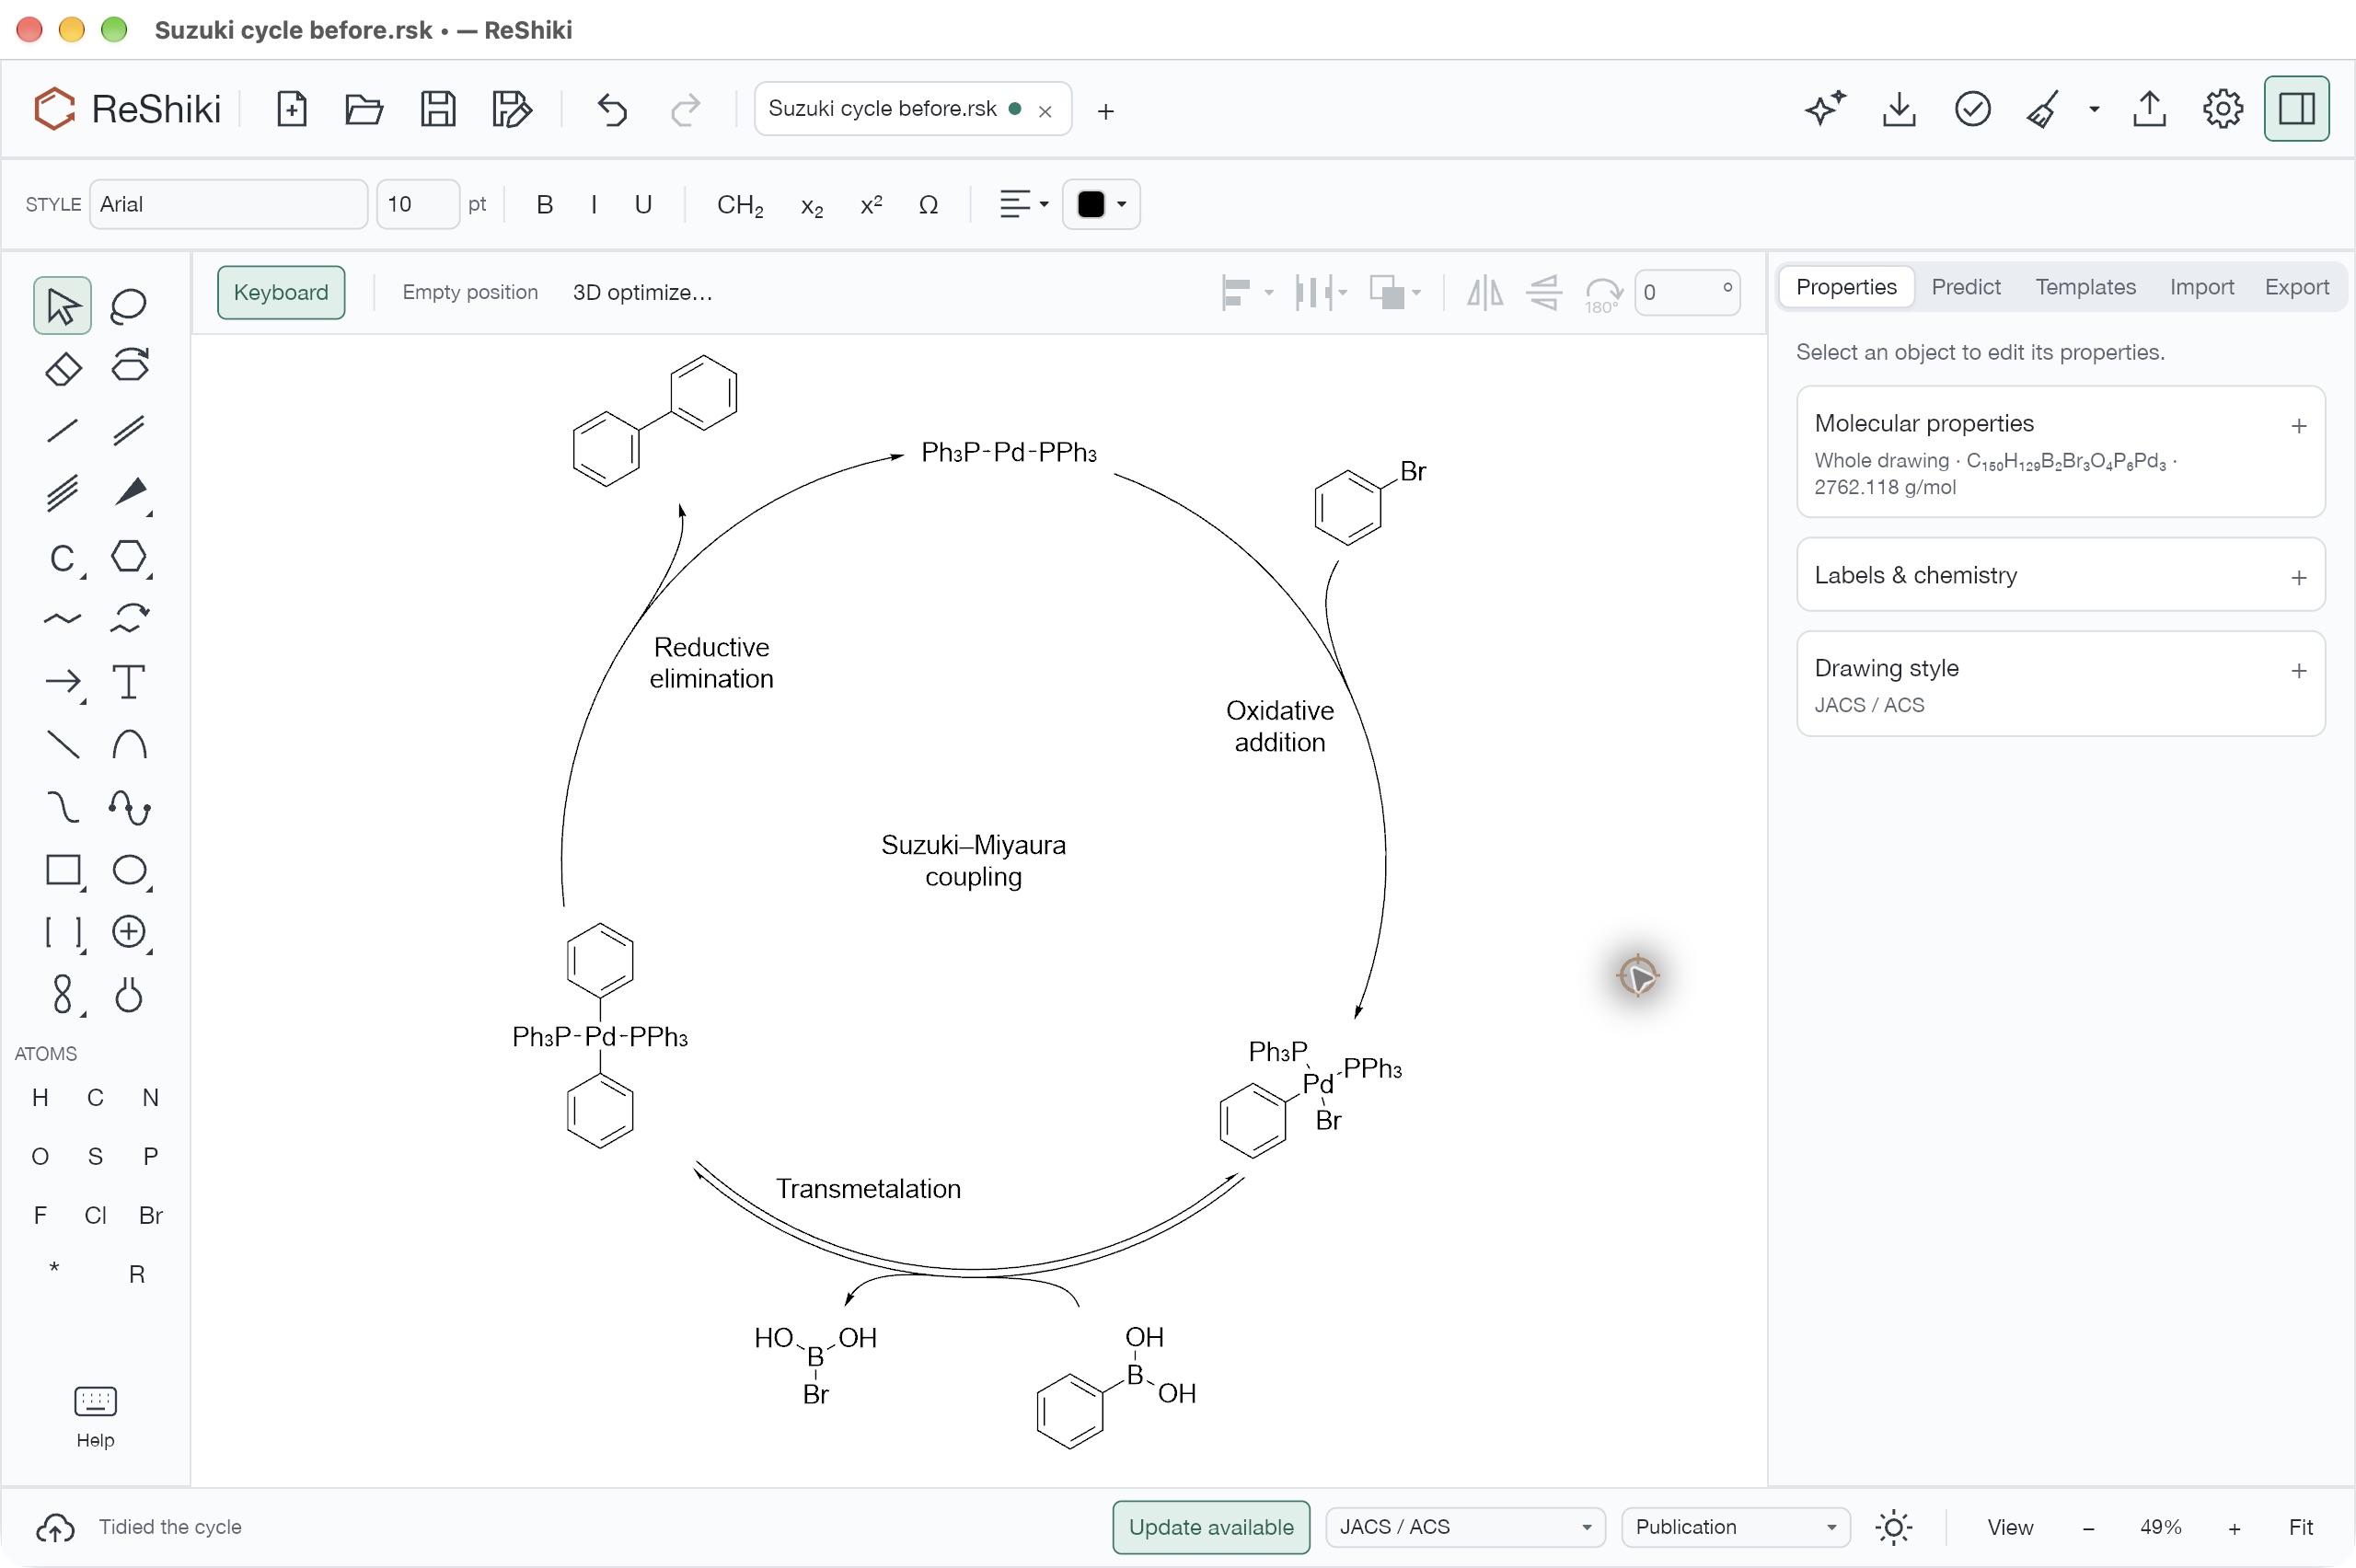 Suzuki cycle before.rsk • — ReShiki
ReShiki
Suzuki cycle before.rsk
STYLE Arial 10 pt B I U CH₂ x₂ x² Ω
Keyboard Empty position 3D optimize... 180° 0 °
Properties Predict Templates Import Export
Select an object to edit its properties.
Molecular properties +
Whole drawing · C₁₅₀H₁₂₉B₂Br₃O₄P₆Pd₃ ·
2762.118 g/mol
Labels & chemistry +
Drawing style +
JACS / ACS
C
T
ATOMS
H C N
O S P
F Cl Br
* R
Help
Ph₃P-Pd-PPh₃
Br
Reductive
elimination
Oxidative
addition
Suzuki–Miyaura
coupling
Ph₃P-Pd-PPh₃
Ph₃P
PPh₃
Pd
Br
Transmetalation
HO OH
B
Br
OH
B
OH
Tidied the cycle Update available JACS / ACS Publication View − 49% + Fit